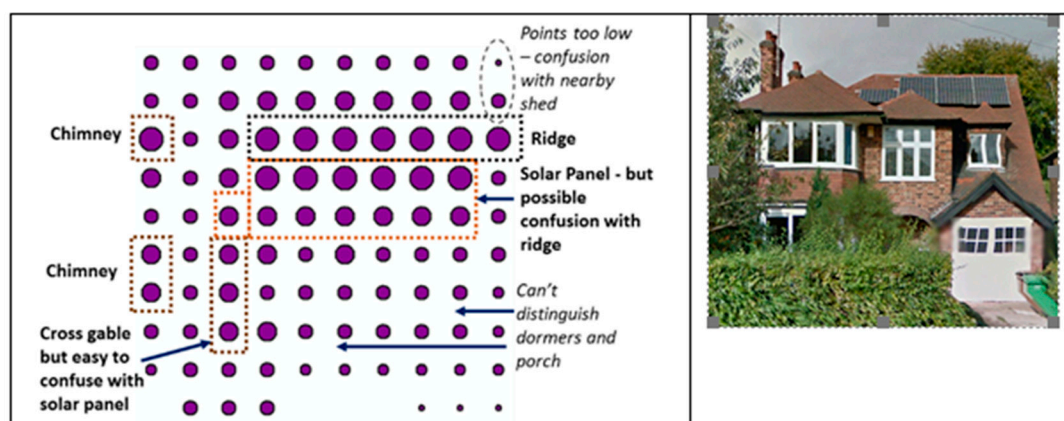 Points too low
– confusion
with nearby
shed
Chimney
Ridge
Solar Panel - but
possible
confusion with
ridge
Chimney
Can't
distinguish
dormers and
porch
Cross gable
but easy to
confuse with
solar panel